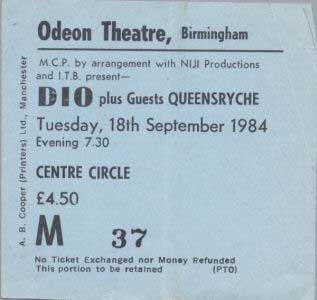 Odeon Theatre, Birmingham
M.C.P. by arrangement with NIJI Productions
and I.T.B. present—
DIO plus Guests QUEENSRYCHE
Tuesday, 18th September 1984
Evening 7.30
CENTRE CIRCLE
£4.50
M 37
No Ticket Exchanged nor Money Refunded
This portion to be retained (PTO)
A. B. Cooper (Printers) Ltd., Manchester